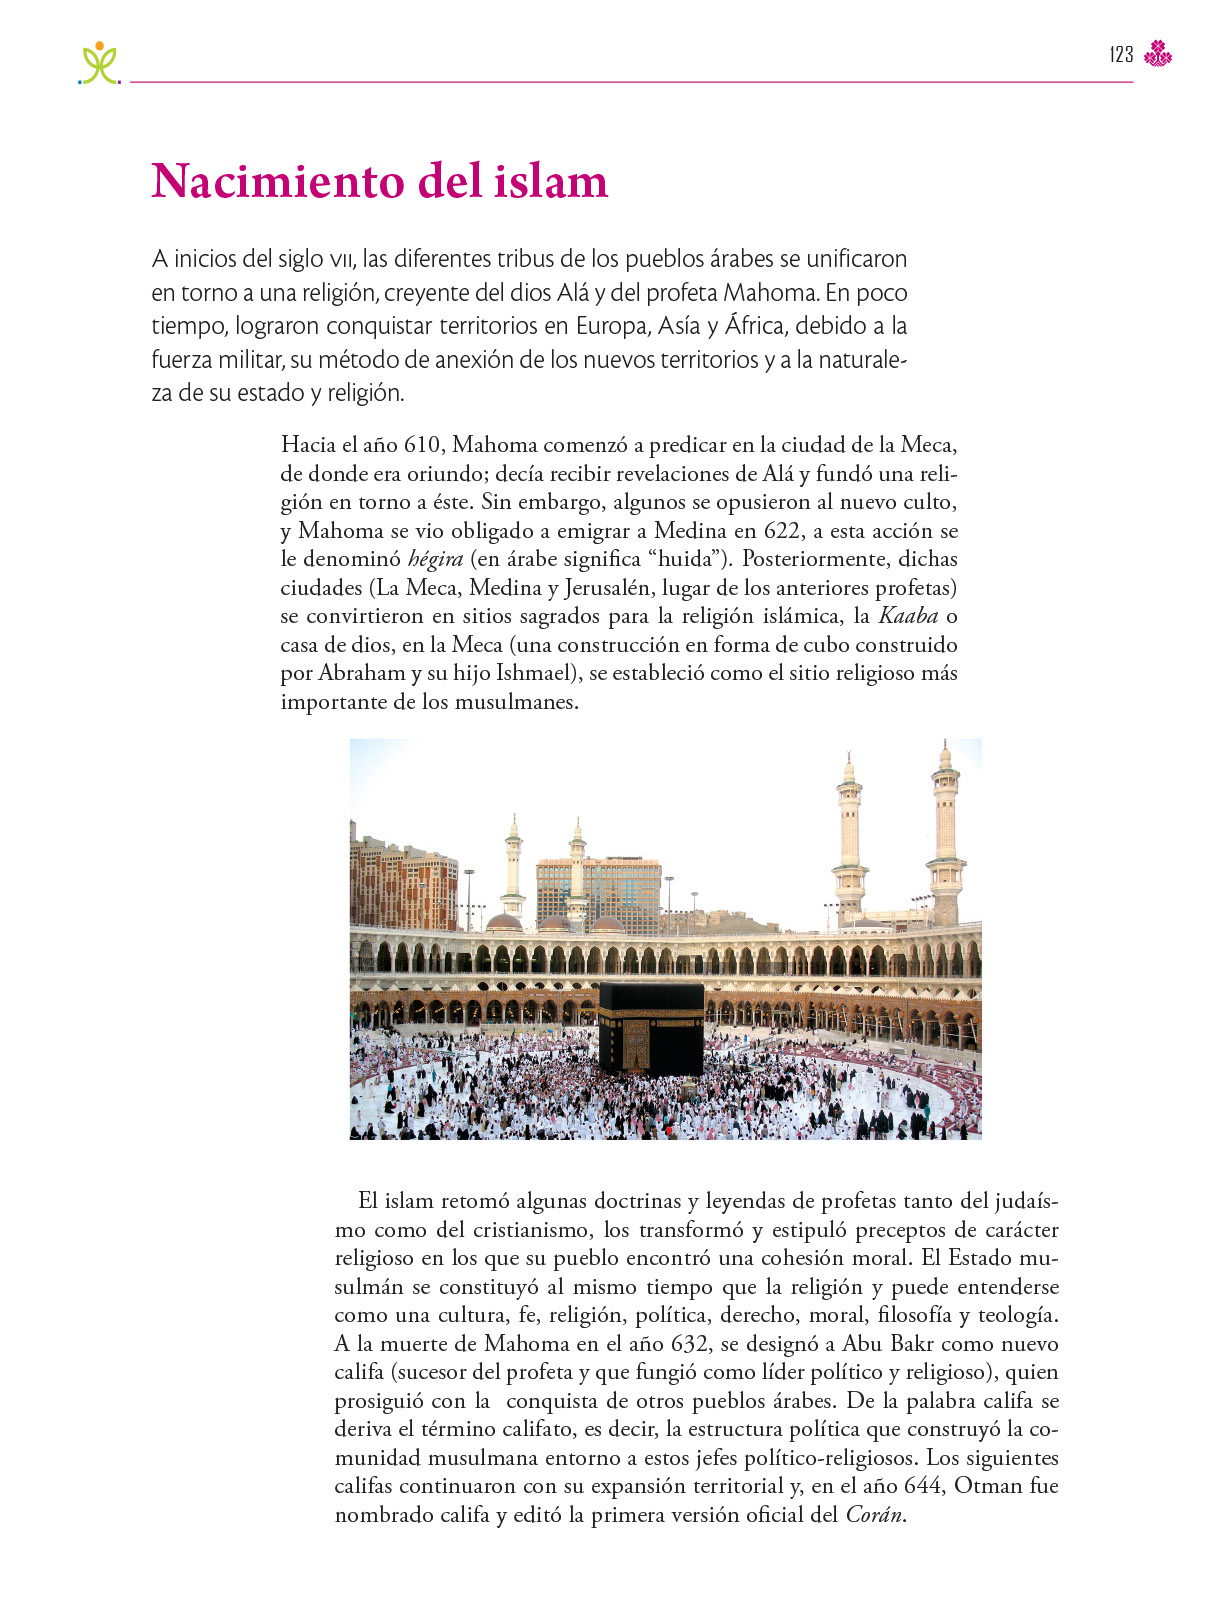 123
Nacimiento del islam
A inicios del siglo VII, las diferentes tribus de los pueblos árabes se unificaron
en torno a una religión, creyente del dios Alá y del profeta Mahoma. En poco
tiempo, lograron conquistar territorios en Europa, Asía y África, debido a la
fuerza militar, su método de anexión de los nuevos territorios y a la naturale-
za de su estado y religión.
Hacia el año 610, Mahoma comenzó a predicar en la ciudad de la Meca,
de donde era oriundo; decía recibir revelaciones de Alá y fundó una reli-
gión en torno a éste. Sin embargo, algunos se opusieron al nuevo culto,
y Mahoma se vio obligado a emigrar a Medina en 622, a esta acción se
le denominó hégira (en árabe significa “huida”). Posteriormente, dichas
ciudades (La Meca, Medina y Jerusalén, lugar de los anteriores profetas)
se convirtieron en sitios sagrados para la religión islámica, la Kaaba o
casa de dios, en la Meca (una construcción en forma de cubo construido
por Abraham y su hijo Ishmael), se estableció como el sitio religioso más
importante de los musulmanes.
El islam retomó algunas doctrinas y leyendas de profetas tanto del judaís-
mo como del cristianismo, los transformó y estipuló preceptos de carácter
religioso en los que su pueblo encontró una cohesión moral. El Estado mu-
sulmán se constituyó al mismo tiempo que la religión y puede entenderse
como una cultura, fe, religión, política, derecho, moral, filosofía y teología.
A la muerte de Mahoma en el año 632, se designó a Abu Bakr como nuevo
califa (sucesor del profeta y que fungió como líder político y religioso), quien
prosiguió con la  conquista de otros pueblos árabes. De la palabra califa se
deriva el término califato, es decir, la estructura política que construyó la co-
munidad musulmana entorno a estos jefes político-religiosos. Los siguientes
califas continuaron con su expansión territorial y, en el año 644, Otman fue
nombrado califa y editó la primera versión oficial del Corán.